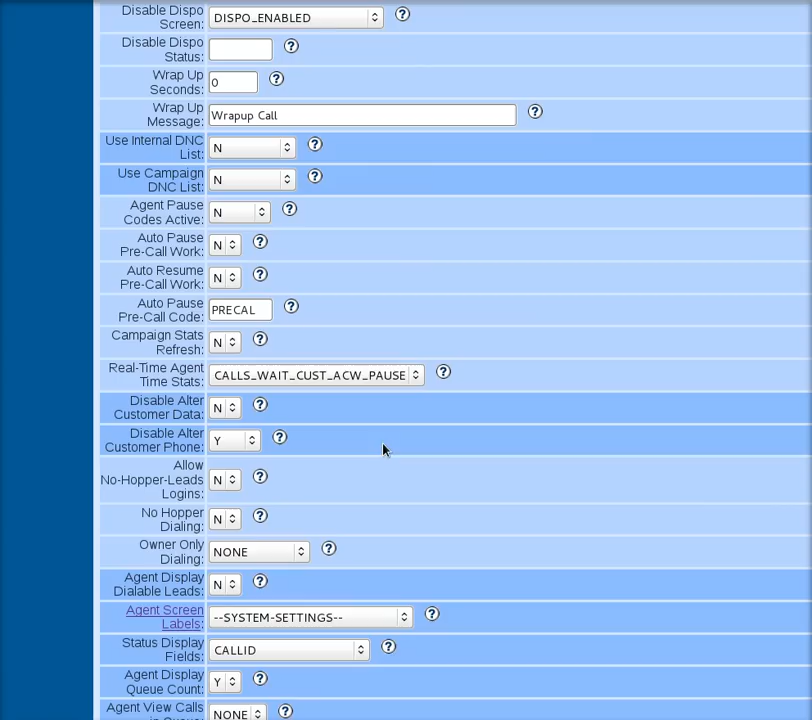 Disable Dispo
Screen: DISPO_ENABLED ?
Disable Dispo
Status: ?
Wrap Up
Seconds: 0 ?
Wrap Up
Message: Wrapup Call ?
Use Internal DNC
List: N ?
Use Campaign
DNC List: N ?
Agent Pause
Codes Active: N ?
Auto Pause
Pre-Call Work: N ?
Auto Resume
Pre-Call Work: N ?
Auto Pause
Pre-Call Code: PRECAL ?
Campaign Stats
Refresh: N ?
Real-Time Agent
Time Stats: CALLS_WAIT_CUST_ACW_PAUSE ?
Disable Alter
Customer Data: N ?
Disable Alter
Customer Phone: Y ?
Allow
No-Hopper-Leads N ?
Logins:
No Hopper
Dialing: N ?
Owner Only
Dialing: NONE ?
Agent Display
Dialable Leads: N ?
Agent Screen
Labels: --SYSTEM-SETTINGS-- ?
Status Display
Fields: CALLID ?
Agent Display
Queue Count: Y ?
Agent View Calls
NONE ?